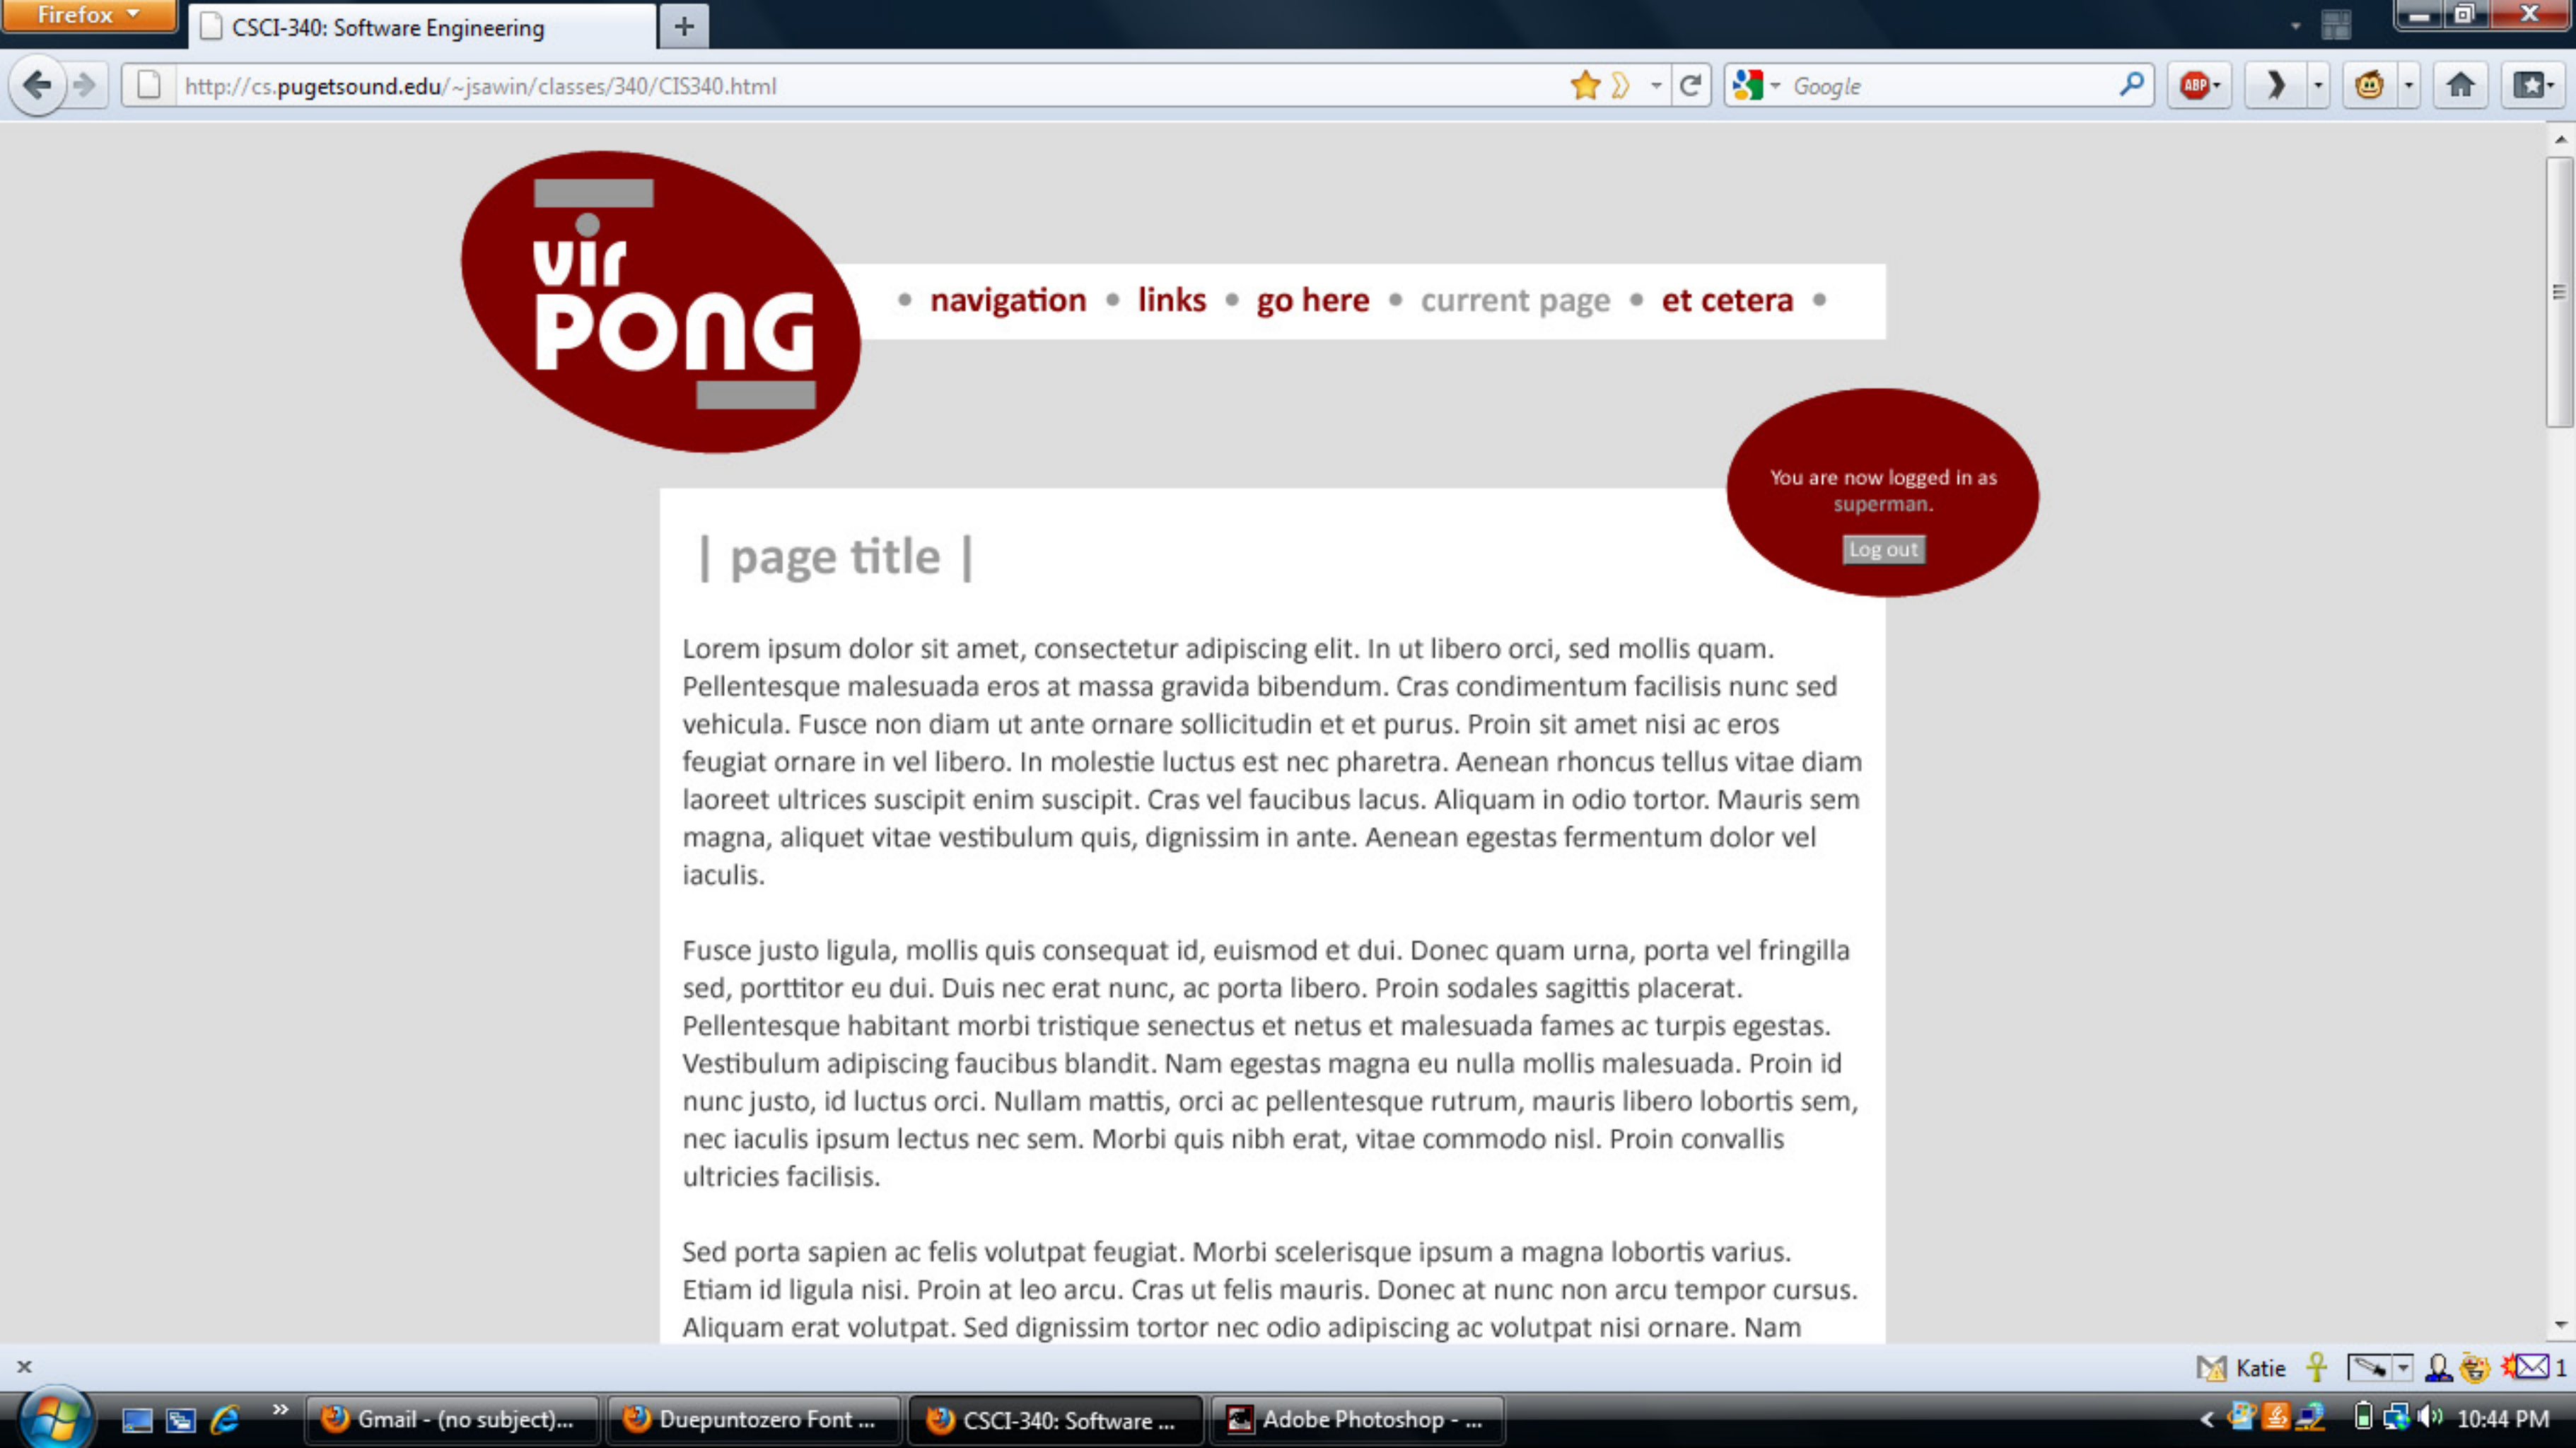 Firefox
CSCI-340: Software Engineering
http://cs.pugetsound.edu/~jsawin/classes/340/CIS340.html
Google
ABP
vir
PONG
• navigation • links • go here • current page • et cetera •
You are now logged in as
superman.
Log out
| page title |
Lorem ipsum dolor sit amet, consectetur adipiscing elit. In ut libero orci, sed mollis quam.
Pellentesque malesuada eros at massa gravida bibendum. Cras condimentum facilisis nunc sed
vehicula. Fusce non diam ut ante ornare sollicitudin et et purus. Proin sit amet nisi ac eros
feugiat ornare in vel libero. In molestie luctus est nec pharetra. Aenean rhoncus tellus vitae diam
laoreet ultrices suscipit enim suscipit. Cras vel faucibus lacus. Aliquam in odio tortor. Mauris sem
magna, aliquet vitae vestibulum quis, dignissim in ante. Aenean egestas fermentum dolor vel
iaculis.
Fusce justo ligula, mollis quis consequat id, euismod et dui. Donec quam urna, porta vel fringilla
sed, porttitor eu dui. Duis nec erat nunc, ac porta libero. Proin sodales sagittis placerat.
Pellentesque habitant morbi tristique senectus et netus et malesuada fames ac turpis egestas.
Vestibulum adipiscing faucibus blandit. Nam egestas magna eu nulla mollis malesuada. Proin id
nunc justo, id luctus orci. Nullam mattis, orci ac pellentesque rutrum, mauris libero lobortis sem,
nec iaculis ipsum lectus nec sem. Morbi quis nibh erat, vitae commodo nisl. Proin convallis
ultricies facilisis.
Sed porta sapien ac felis volutpat feugiat. Morbi scelerisque ipsum a magna lobortis varius.
Etiam id ligula nisi. Proin at leo arcu. Cras ut felis mauris. Donec at nunc non arcu tempor cursus.
Aliquam erat volutpat. Sed dignissim tortor nec odio adipiscing ac volutpat nisi ornare. Nam
Katie
1
Gmail - (no subject)...
Duepuntozero Font ...
CSCI-340: Software ...
Adobe Photoshop - ...
10:44 PM